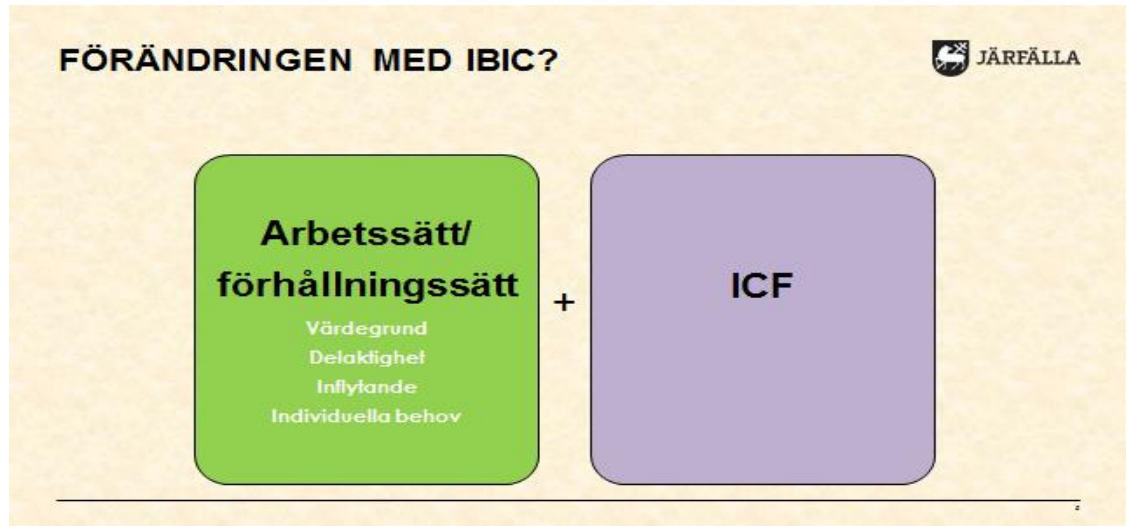 FÖRÄNDRINGEN MED IBIC?
JÄRFÄLLA
Arbetssätt/
förhållningssätt
Värdegrund
Delaktighet
Inflytande
Individuella behov
+
ICF